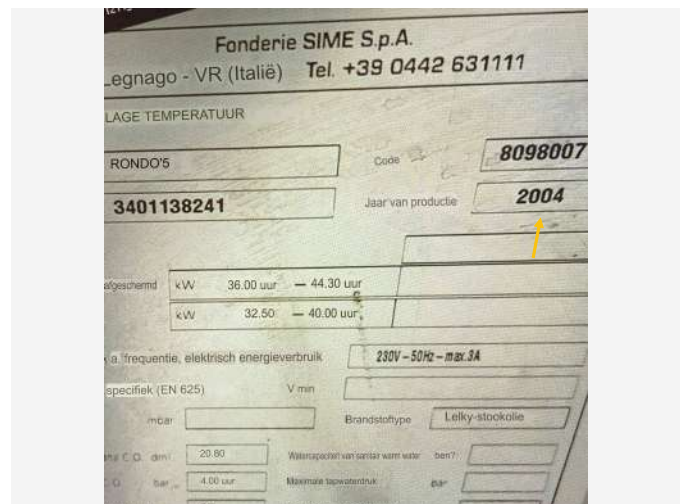 Fonderie SIME S.p.A.
Legnago - VR (Italië) Tel. +39 0442 631111
LAGE TEMPERATUUR
RONDO'5 Code 8098007
3401138241 Jaar van productie 2004
afgeschermd kW 36.00 uur — 44.30 uur
kW 32.50 — 40.00 uur
a. frequentie, elektrisch energieverbruik 230V – 50Hz – max. 3A
specifiek (EN 625) V min
mbar Brandstoftype Lelky-stookolie
C.O. dm 20.80 van sanitair warm water ben?
bar 4.00 uur Maximale tapwaterdruk bar